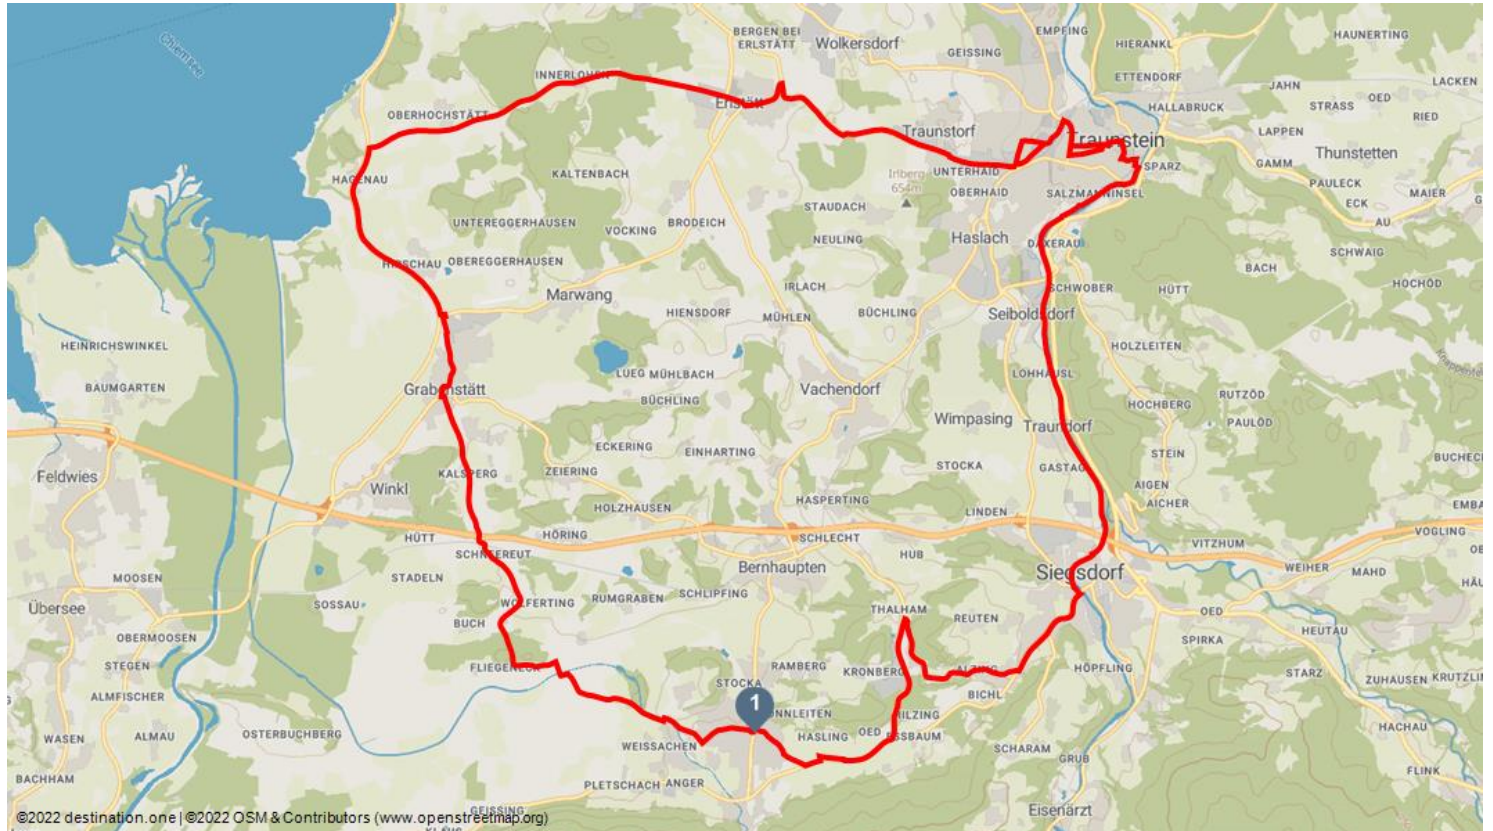 EMPFING
BERGEN BEI
ERLSTÄTT
Wolkersdorf
HAUNERTING
HIERANKL
GEISSING
Chiemsee
ETTENDORF
INNERLOHEN
JAHN
LACKEN
OED
STRASS
Erlstätt
HALLABRUCK
OBERHOCHSTÄTT
RIED
Traunstorf
LAPPEN
Traunstein
Thunstetten
GAMM
SPARZ
Irlberg
654m
UNTERHAID
KALTENBACH
HAGENAU
PAULECK
OBERHAID
SALZMANNINSEL
MAIER
ECK
STAUDACH
UNTEREGGERHAUSEN
BRODEICH
AU
VOCKING
NEULING
Haslach
DAXERAU
SCHWAIG
HIRSCHAU
OBEREGGERHAUSEN
BACH
IRLACH
HÜTT
HOCHÖD
SCHWOBER
Marwang
HIENSDORF
MÜHLEN
BÜCHLING
Seiboldsdorf
HEINRICHSWINKEL
HOLZLEITEN
LUEG
MÜHLBACH
LOHHÄUSL
BAUMGARTEN
Grabenstätt
Vachendorf
RUTZÖD
BÜCHLING
HOCHBERG
Wimpasing
PAULÖD
Traundorf
ECKERING
EINHARTING
STEIN
BUCHECK
STOCKA
GASTAG
KALSPERG
ZEIERING
Feldwies
AIGEN
Winkl
HASPERTING
AICHER
HOLZHAUSEN
LINDEN
EMBA
VOGLING
HÜTT
HÖRING
SCHLECHT
VITZHUM
SCHNEEREUT
HUB
Bernhaupten
WEIHER
MAHD
Siegsdorf
MOOSEN
STADELN
SCHLIPFING
RUMGRABEN
WOLFERTING
SOSSAU
Übersee
THALHAM
REUTEN
OED
BUCH
HEUTAU
OBERMOOSEN
SPIRKA
STEGEN
FLIEGENECK
RAMBERG
KRONBERG
ALZING
HÖPFLING
STARZ
ZUHAUSEN
STOCKA
ALMFISCHER
BICHL
1
HACHAU
OSTERBUCHBERG
HASLING
OED
WASEN
ALMAU
WEISSACHEN
SCHARAM
GRUB
FLINK
BACHHAM
PLETSCHACH
ANGER
Eisenärzt
GEISSING
©2022 destination.one | ©2022 OSM & Contributors (www.openstreetmap.org)